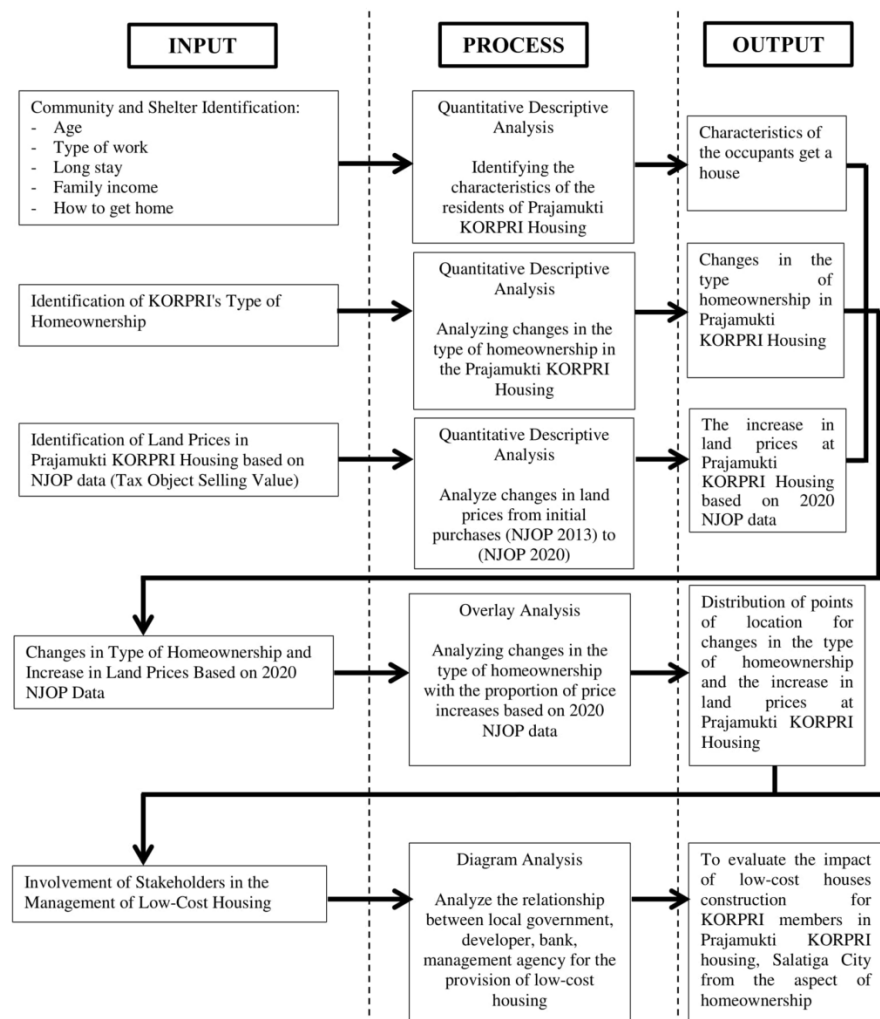 INPUT
PROCESS
OUTPUT
Community and Shelter Identification:
- Age
- Type of work
- Long stay
- Family income
- How to get home
Quantitative Descriptive
Analysis
Identifying the
characteristics of the
residents of Prajamukti
KORPRI Housing
Characteristics of
the occupants get a
house
Identification of KORPRI's Type of
Homeownership
Quantitative Descriptive
Analysis
Analyzing changes in the
type of homeownership in
the Prajamukti KORPRI
Housing
Changes in the
type of
homeownership in
Prajamukti
KORPRI Housing
Identification of Land Prices in
Prajamukti KORPRI Housing based on
NJOP data (Tax Object Selling Value)
Quantitative Descriptive
Analysis
Analyze changes in land
prices from initial
purchases (NJOP 2013) to
(NJOP 2020)
The increase in
land prices at
Prajamukti
KORPRI Housing
based on 2020
NJOP data
Changes in Type of Homeownership and
Increase in Land Prices Based on 2020
NJOP Data
Overlay Analysis
Analyzing changes in the
type of homeownership
with the proportion of price
increases based on 2020
NJOP data
Distribution of points
of location for
changes in the type
of homeownership
and the increase in
land prices at
Prajamukti KORPRI
Housing
Involvement of Stakeholders in the
Management of Low-Cost Housing
Diagram Analysis
Analyze the relationship
between local government,
developer, bank,
management agency for the
provision of low-cost
housing
To evaluate the impact
of low-cost houses
construction for
KORPRI members in
Prajamukti KORPRI
housing, Salatiga City
from the aspect of
homeownership